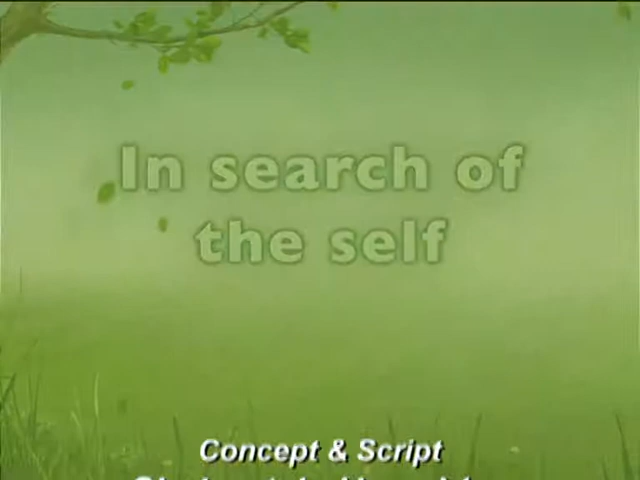 In search of
the self
Concept & Script